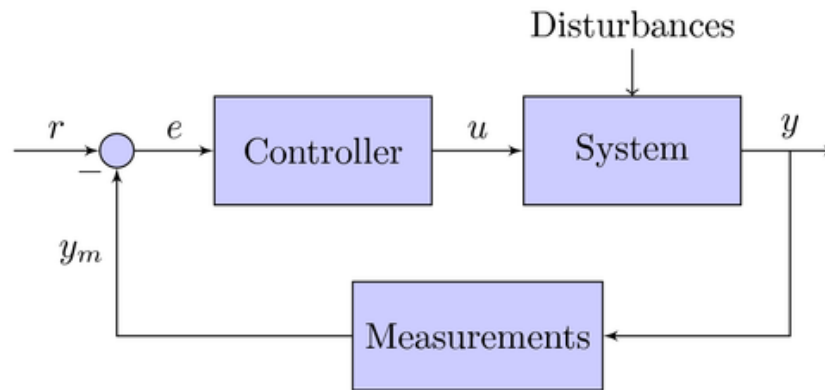 Disturbances
r
−
e
Controller
u
System
y
y_m
Measurements